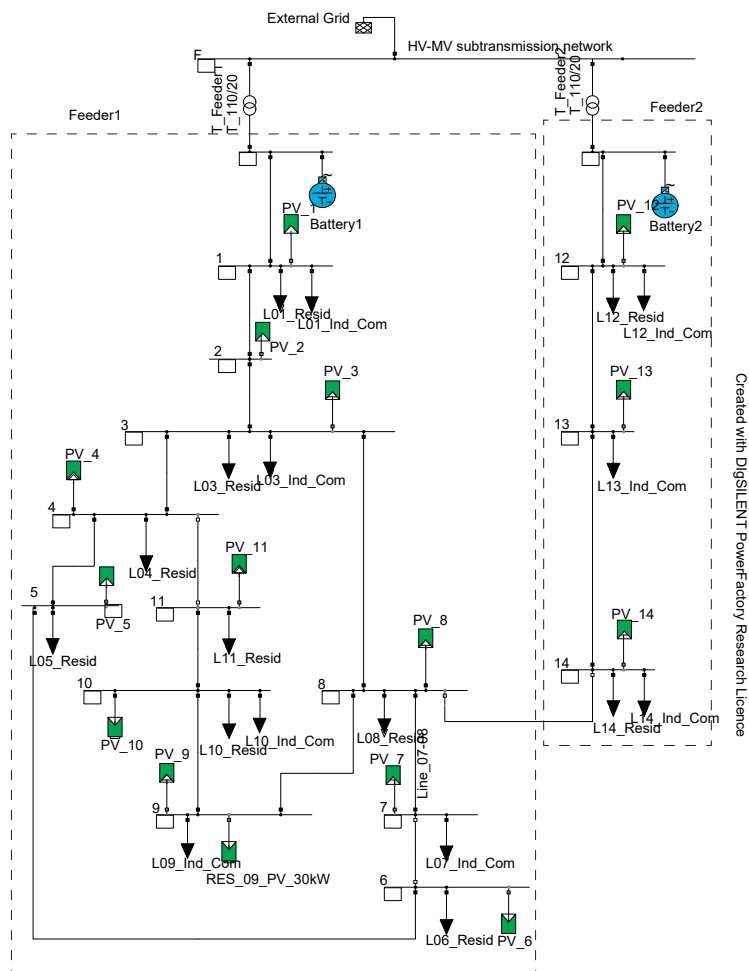 External Grid
HV-MV subtransmission network
F
T_Feeder1
T_110/20
T_Feeder2
T_110/20
Feeder1
Feeder2
PV_1
Battery1
PV_12
Battery2
1
12
L01_Resid
L01_Ind_Com
L12_Resid
L12_Ind_Com
PV_2
2
PV_3
PV_13
3
13
L03_Resid
L03_Ind_Com
L13_Ind_Com
PV_4
4
PV_11
L04_Resid
5
PV_5
11
L05_Resid
L11_Resid
PV_8
PV_14
10
8
14
PV_10
L10_Resid
L10_Ind_Com
L08_Resid
L14_Resid
L14_Ind_Com
PV_9
PV_7
Line_07-08
9
7
L09_Ind_Com
RES_09_PV_30kW
L07_Ind_Com
6
L06_Resid
PV_6
Created with DIgSILENT PowerFactory Research Licence